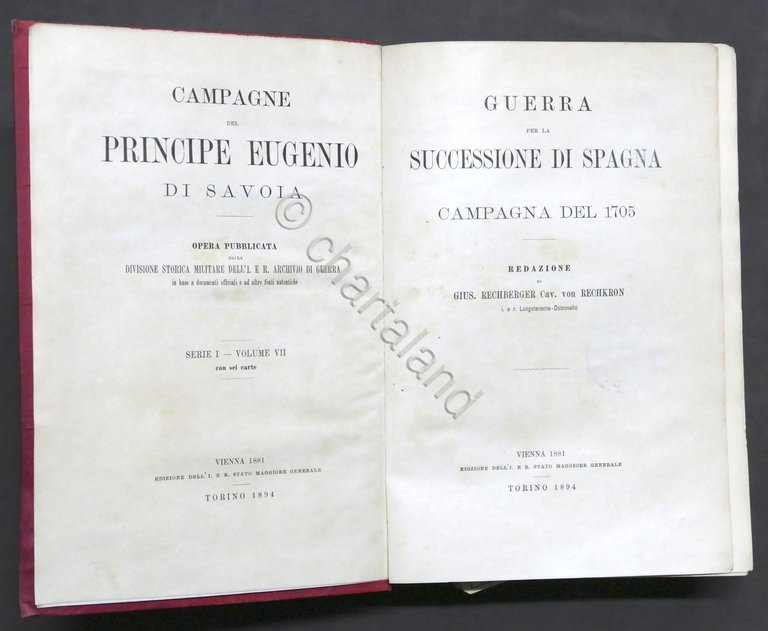 CAMPAGNE
DEL
PRINCIPE EUGENIO
DI SAVOIA
OPERA PUBBLICATA
DALLA
DIVISIONE STORICA MILITARE DELL'I. E R. ARCHIVIO DI GUERRA
in base a documenti officiali e ad altre fonti autentiche
SERIE I — VOLUME VII
con sei carte
VIENNA 1881
EDIZIONE DELL'I. E R. STATO MAGGIORE GENERALE
TORINO 1894
GUERRA
PER LA
SUCCESSIONE DI SPAGNA
CAMPAGNA DEL 1705
REDAZIONE
DI
GIUS. RECHBERGER Cav. von RECHKRON
i. e r. Luogotenente-Colonnello
VIENNA 1881
EDIZIONE DELL'I. E R. STATO MAGGIORE GENERALE
TORINO 1894
© chartaland